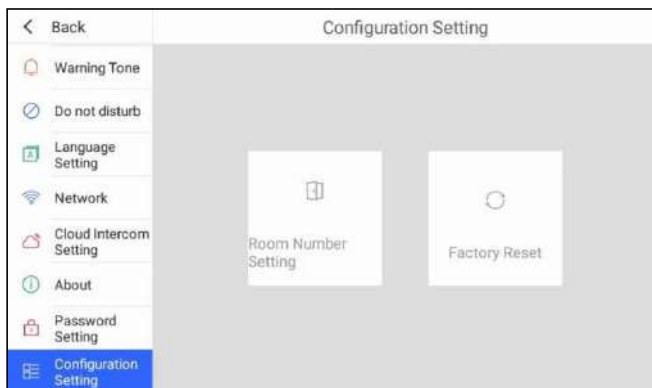 Back
Configuration Setting
Warning Tone
Do not disturb
Language
Setting
Network
Cloud Intercom
Setting
About
Password
Setting
Configuration
Setting
Room Number
Setting
Factory Reset